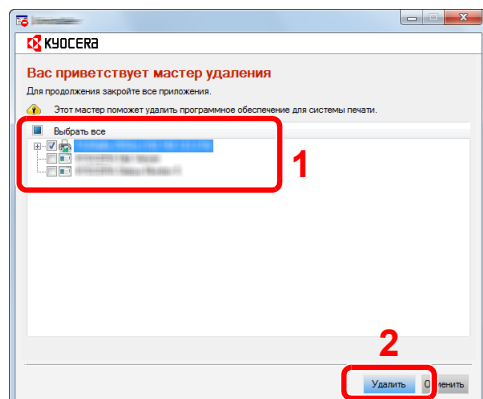 KYOCERA
Вас приветствует мастер удаления
Для продолжения закройте все приложения.
Этот мастер поможет удалить программное обеспечение для системы печати.
Выбрать все
1
2
Удалить